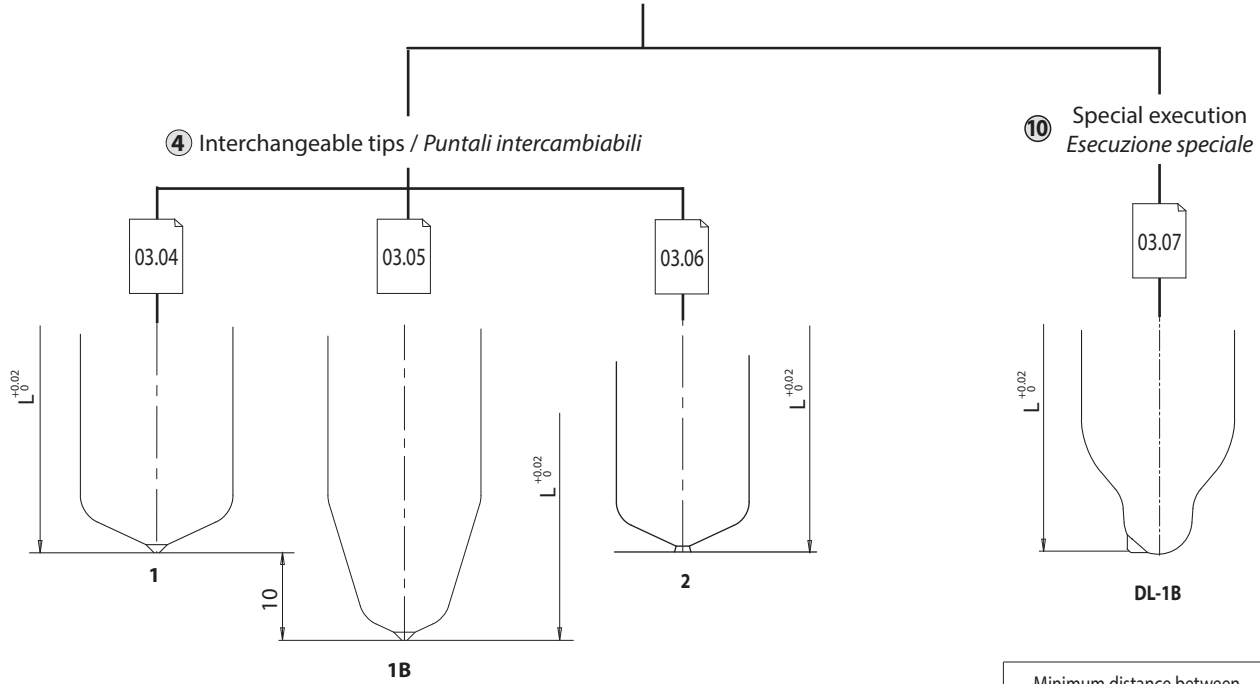 4 Interchangeable tips / Puntali intercambiabili
10 Special execution
Esecuzione speciale
03.04
03.05
03.06
03.07
L +0.02 0
L +0.02 0
L +0.02 0
L +0.02 0
1
10
1B
2
DL-1B
Minimum distance between